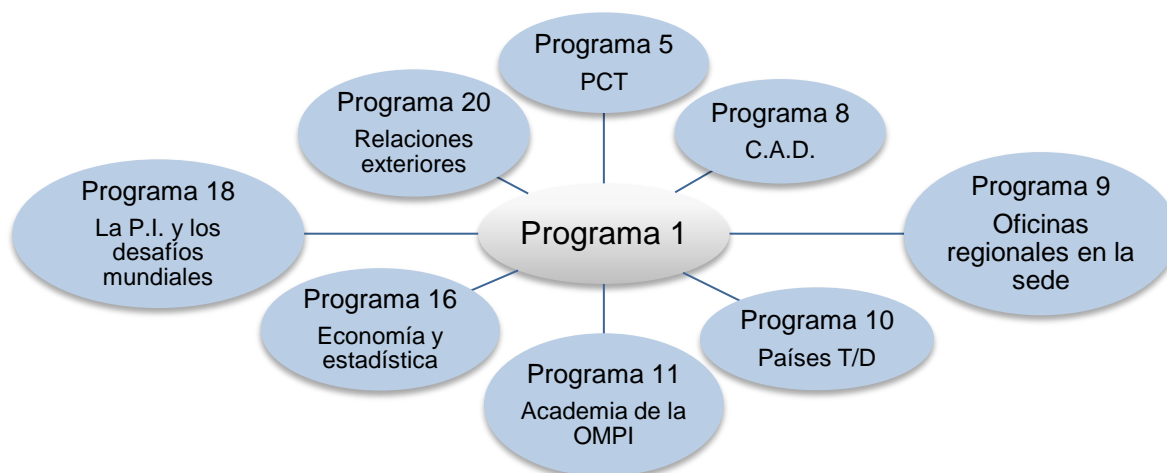 Programa 5
PCT
Programa 20
Relaciones
exteriores
Programa 8
C.A.D.
Programa 18
La P.I. y los
desafíos
mundiales
Programa 1
Programa 9
Oficinas
regionales en la
sede
Programa 16
Economía y
estadística
Programa 10
Países T/D
Programa 11
Academia de la
OMPI